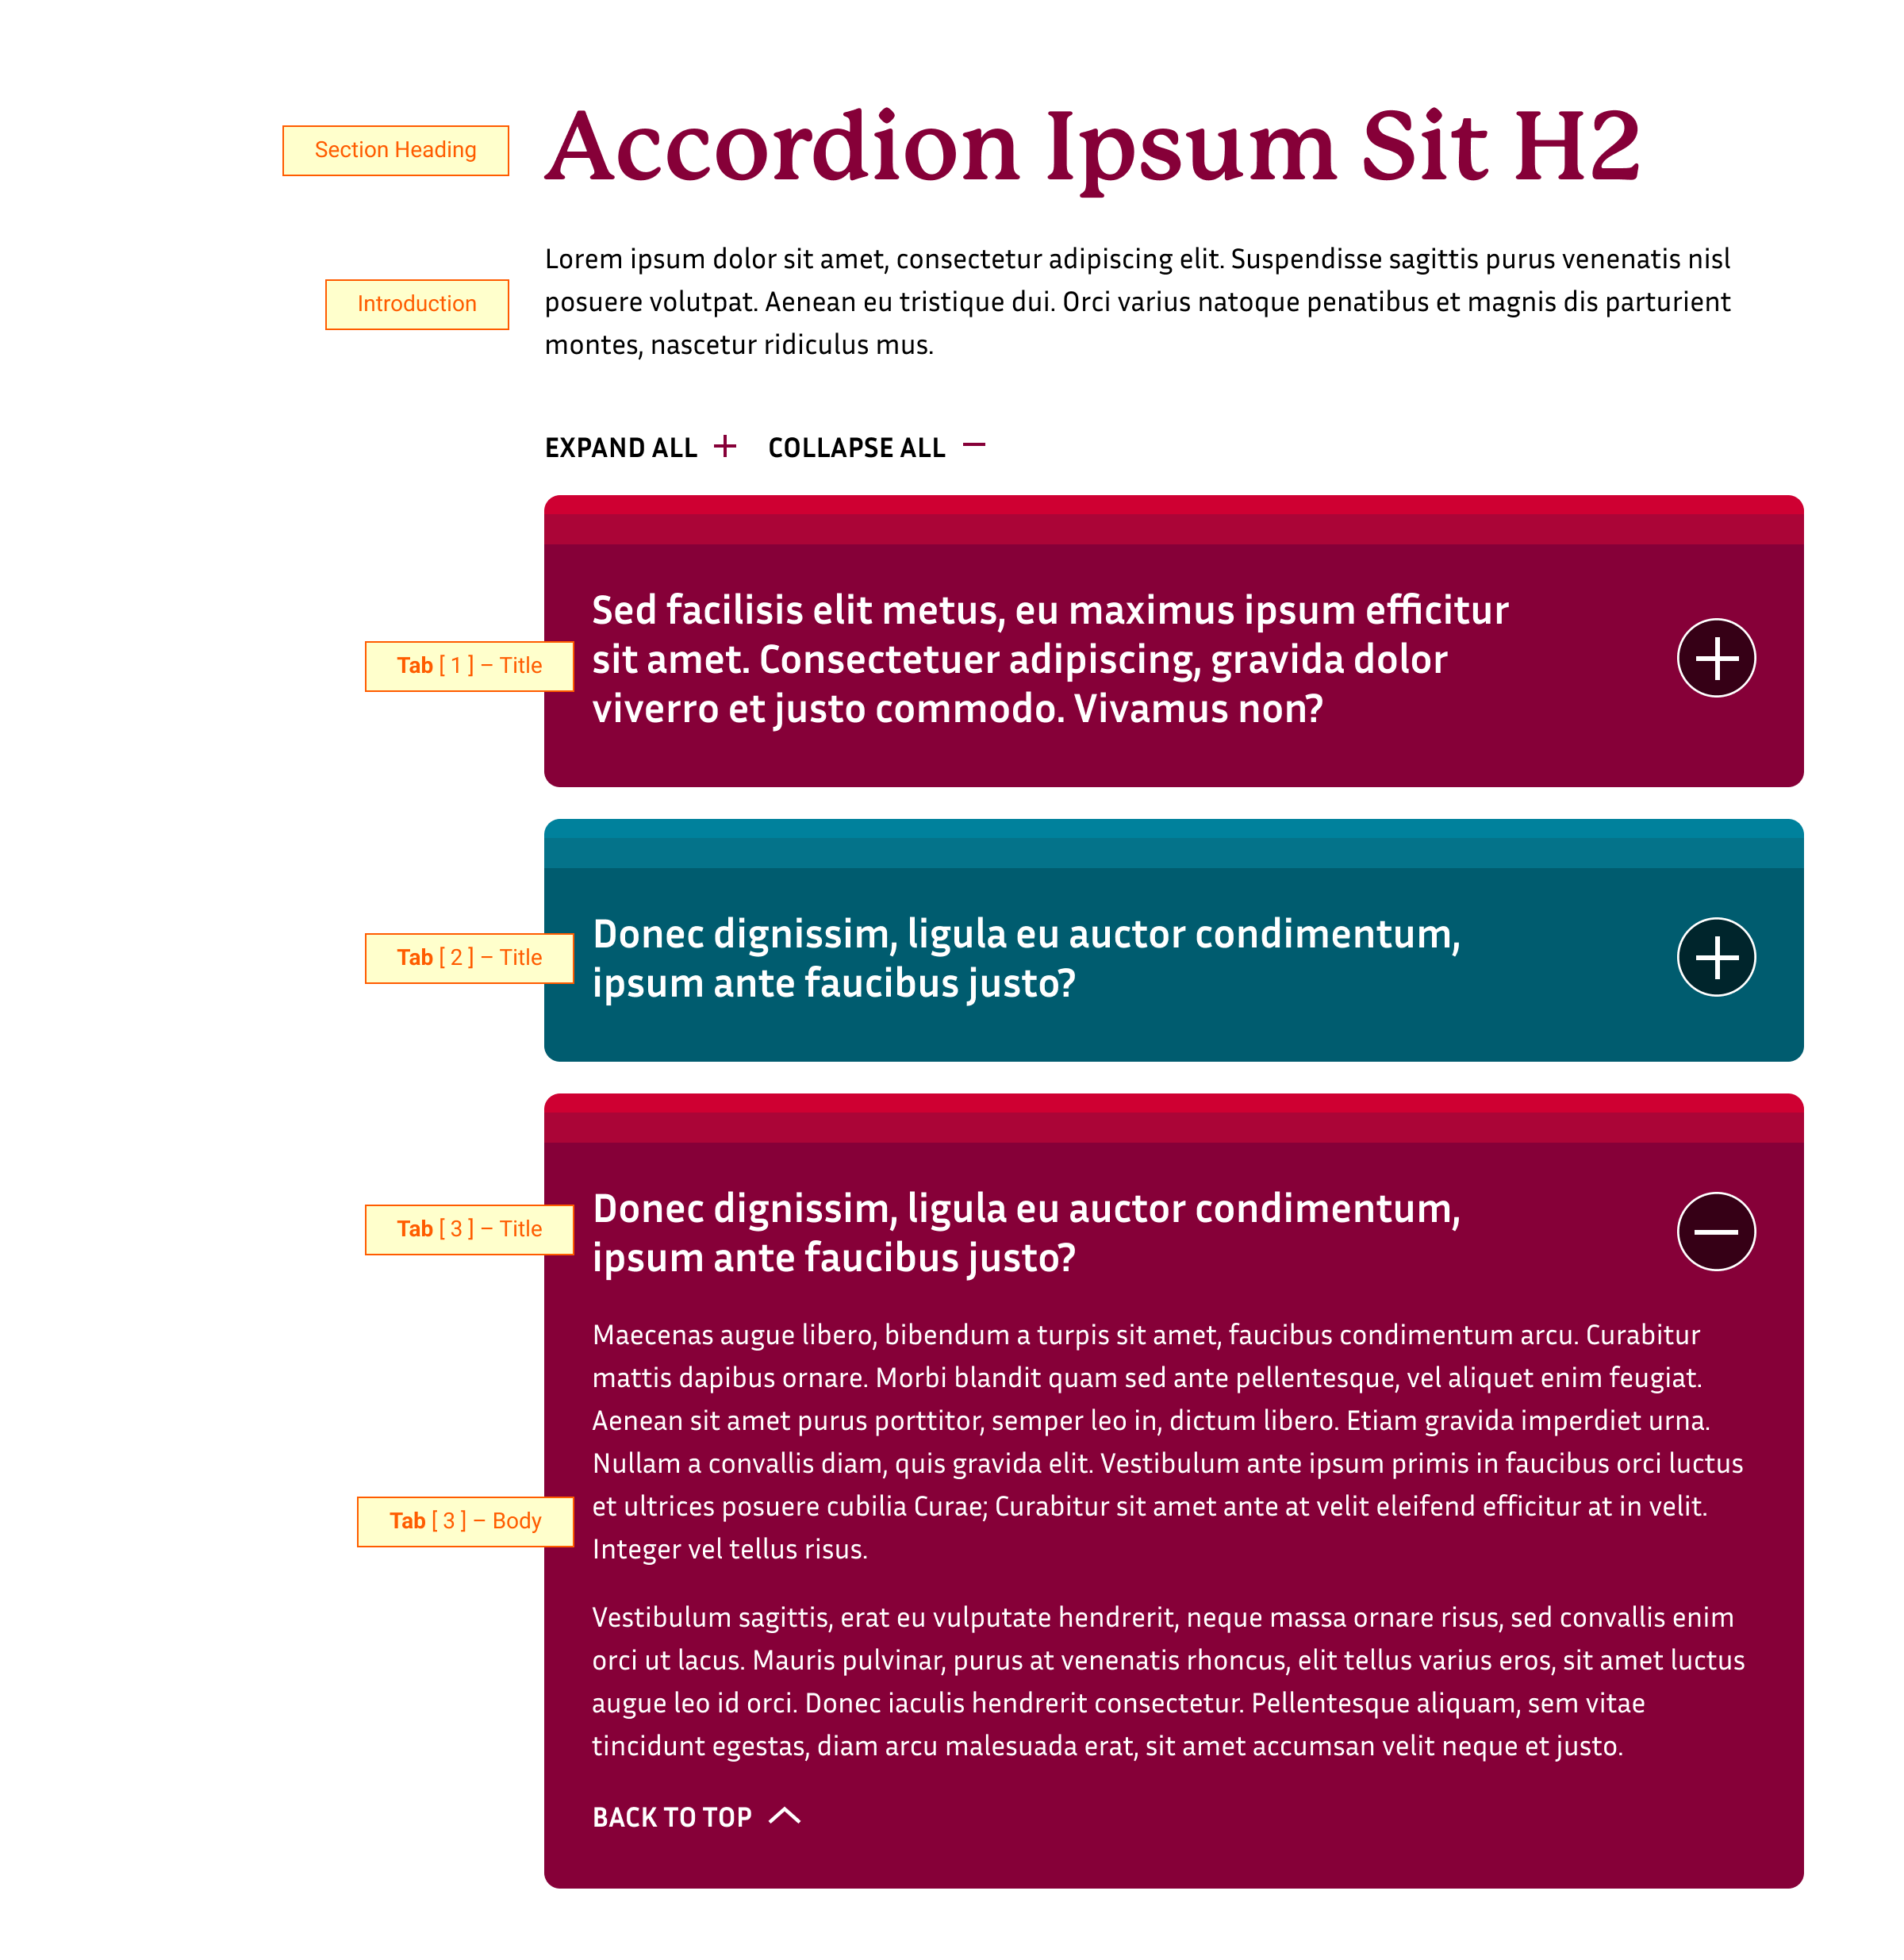 Section Heading
Accordion Ipsum Sit H2
Introduction
Lorem ipsum dolor sit amet, consectetur adipiscing elit. Suspendisse sagittis purus venenatis nisl
posuere volutpat. Aenean eu tristique dui. Orci varius natoque penatibus et magnis dis parturient
montes, nascetur ridiculus mus.
EXPAND ALL + COLLAPSE ALL −
Tab [ 1 ] – Title
Sed facilisis elit metus, eu maximus ipsum efficitur
sit amet. Consectetuer adipiscing, gravida dolor
viverro et justo commodo. Vivamus non?
Tab [ 2 ] – Title
Donec dignissim, ligula eu auctor condimentum,
ipsum ante faucibus justo?
Tab [ 3 ] – Title
Donec dignissim, ligula eu auctor condimentum,
ipsum ante faucibus justo?
Tab [ 3 ] – Body
Maecenas augue libero, bibendum a turpis sit amet, faucibus condimentum arcu. Curabitur
mattis dapibus ornare. Morbi blandit quam sed ante pellentesque, vel aliquet enim feugiat.
Aenean sit amet purus porttitor, semper leo in, dictum libero. Etiam gravida imperdiet urna.
Nullam a convallis diam, quis gravida elit. Vestibulum ante ipsum primis in faucibus orci luctus
et ultrices posuere cubilia Curae; Curabitur sit amet ante at velit eleifend efficitur at in velit.
Integer vel tellus risus.
Vestibulum sagittis, erat eu vulputate hendrerit, neque massa ornare risus, sed convallis enim
orci ut lacus. Mauris pulvinar, purus at venenatis rhoncus, elit tellus varius eros, sit amet luctus
augue leo id orci. Donec iaculis hendrerit consectetur. Pellentesque aliquam, sem vitae
tincidunt egestas, diam arcu malesuada erat, sit amet accumsan velit neque et justo.
BACK TO TOP